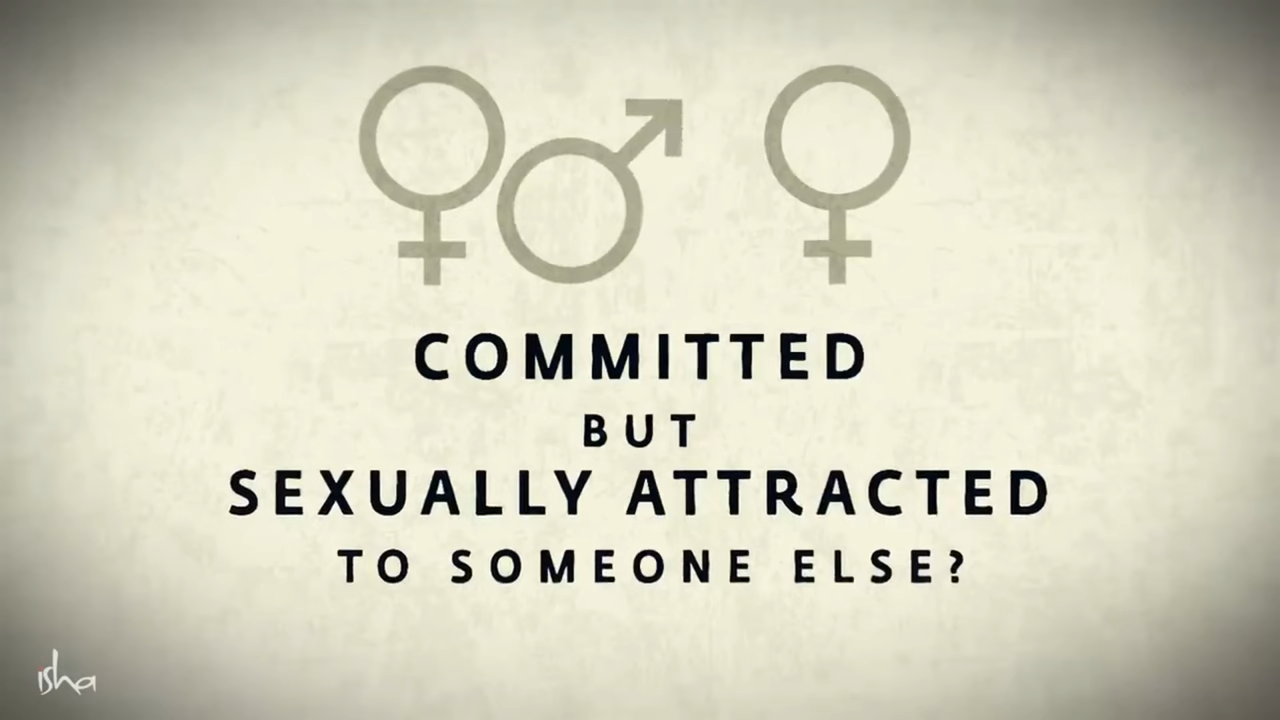 COMMITTED
BUT
SEXUALLY ATTRACTED
TO SOMEONE ELSE?
isha